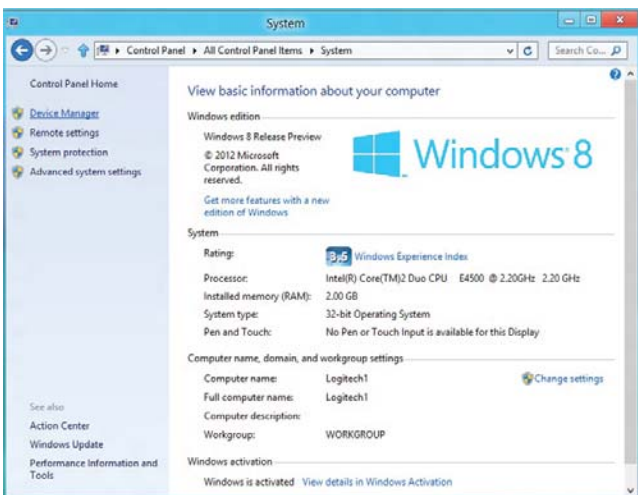 System
Control Panel ▸ All Control Panel Items ▸ System
Search Co...
Control Panel Home
Device Manager
Remote settings
System protection
Advanced system settings
See also
Action Center
Windows Update
Performance Information and
Tools
View basic information about your computer
Windows edition
Windows 8 Release Preview
© 2012 Microsoft
Corporation. All rights
reserved.
Get more features with a new
edition of Windows
Windows 8
System
Rating: 3,5 Windows Experience Index
Processor: Intel(R) Core(TM)2 Duo CPU E4500 @ 2.20GHz 2.20 GHz
Installed memory (RAM): 2.00 GB
System type: 32-bit Operating System
Pen and Touch: No Pen or Touch Input is available for this Display
Computer name, domain, and workgroup settings
Computer name: Logitech1 Change settings
Full computer name: Logitech1
Computer description:
Workgroup: WORKGROUP
Windows activation
Windows is activated View details in Windows Activation